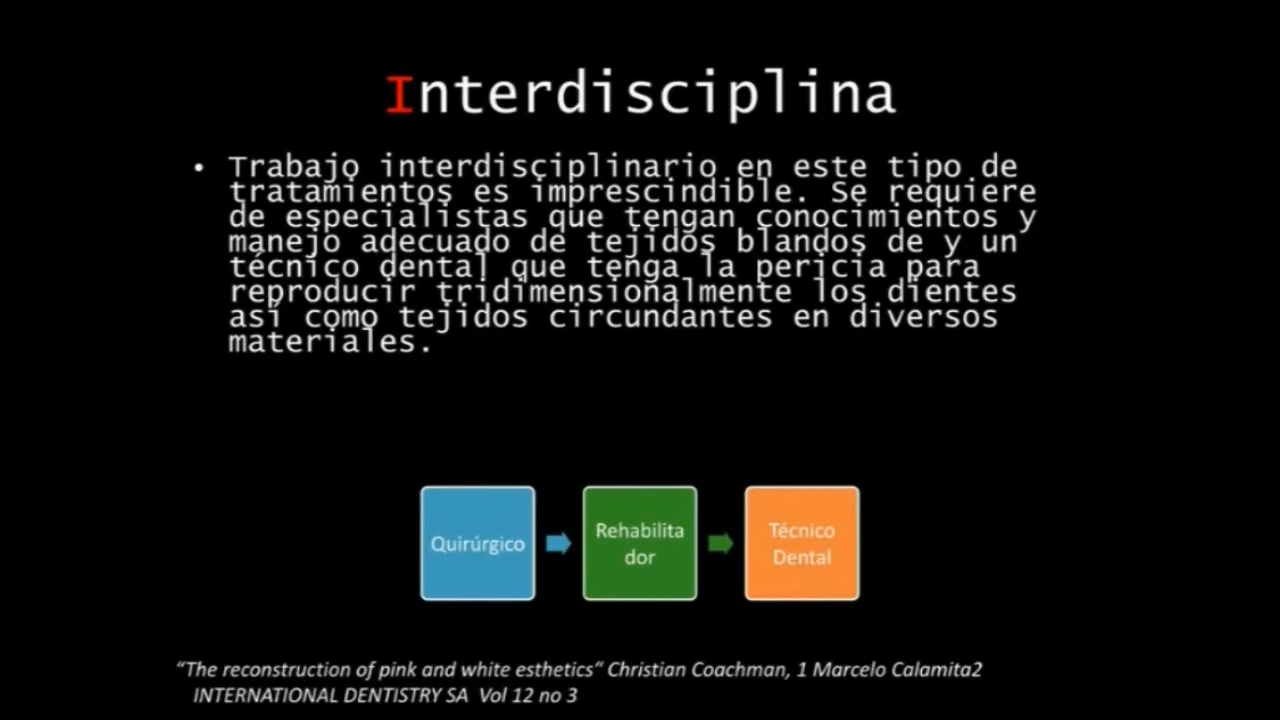 Interdisciplina
• Trabajo interdisciplinario en este tipo de
tratamientos es imprescindible. Se requiere
de especialistas que tengan conocimientos y
manejo adecuado de tejidos blandos de y un
técnico dental que tenga la pericia para
reproducir tridimensionalmente los dientes
así como tejidos circundantes en diversos
materiales.
Quirúrgico
Rehabilita
dor
Técnico
Dental
“The reconstruction of pink and white esthetics“ Christian Coachman, 1 Marcelo Calamita2
INTERNATIONAL DENTISTRY SA Vol 12 no 3